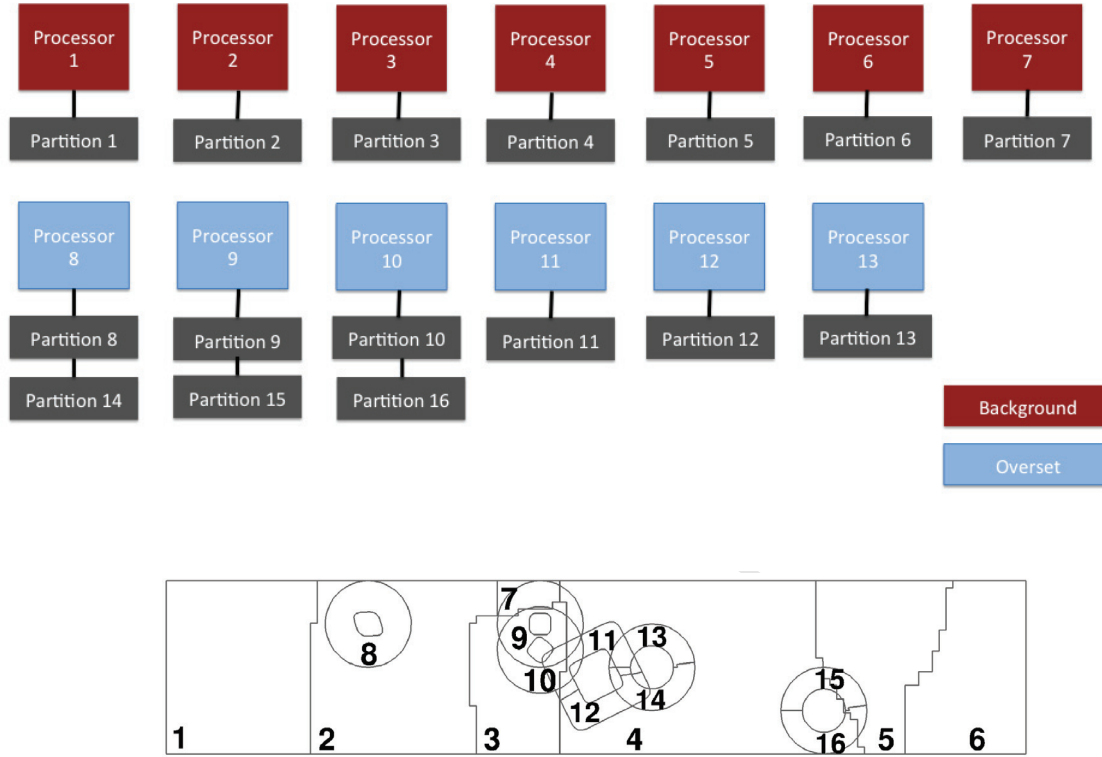 Processor
1
Processor
2
Processor
3
Processor
4
Processor
5
Processor
6
Processor
7
Partition 1
Partition 2
Partition 3
Partition 4
Partition 5
Partition 6
Partition 7
Processor
8
Processor
9
Processor
10
Processor
11
Processor
12
Processor
13
Partition 8
Partition 9
Partition 10
Partition 11
Partition 12
Partition 13
Partition 14
Partition 15
Partition 16
Background
Overset
7
8
9
10
11
13
12
14
15
16
1
2
3
4
5
6